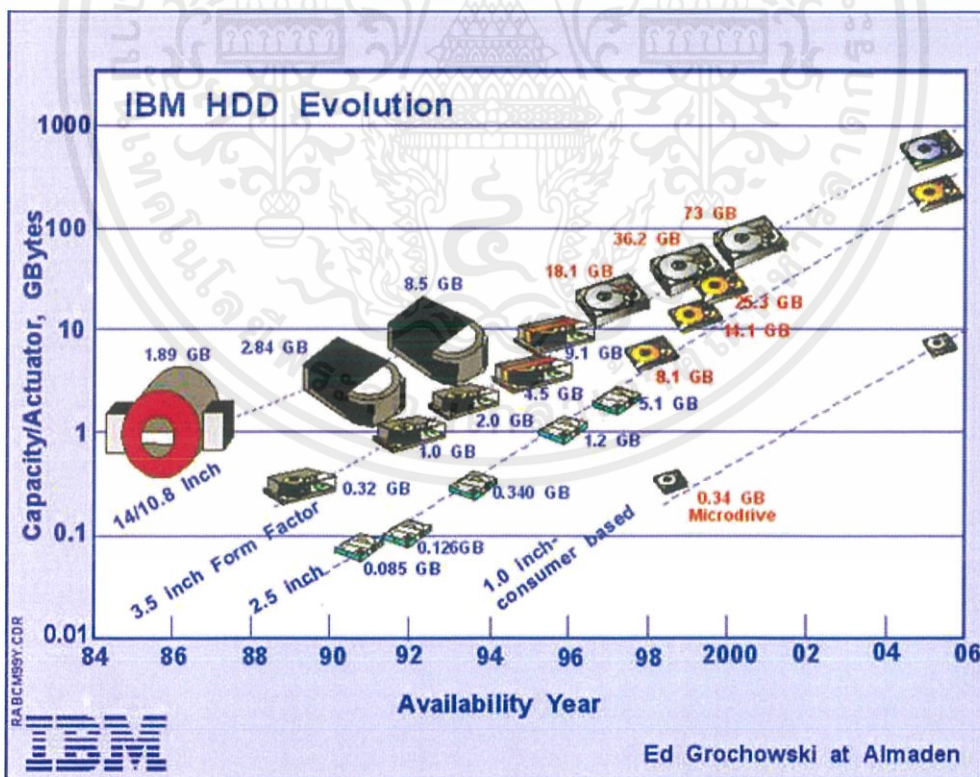 IBM HDD Evolution
Capacity/Actuator, GBytes
1000
100
10
1
0.1
0.01
73 GB
36.2 GB
18.1 GB
25.3 GB
14.1 GB
8.5 GB
9.1 GB
8.1 GB
1.89 GB
2.84 GB
4.5 GB
5.1 GB
2.0 GB
1.0 GB
1.2 GB
14/10.8 Inch
0.32 GB
0.340 GB
0.34 GB
Microdrive
3.5 Inch Form Factor
0.126GB
0.085 GB
2.5 inch
1.0 inch-
consumer based
84
86
88
90
92
94
96
98
2000
02
04
06
Availability Year
RABCM99Y.CDR
IBM
Ed Grochowski at Almaden